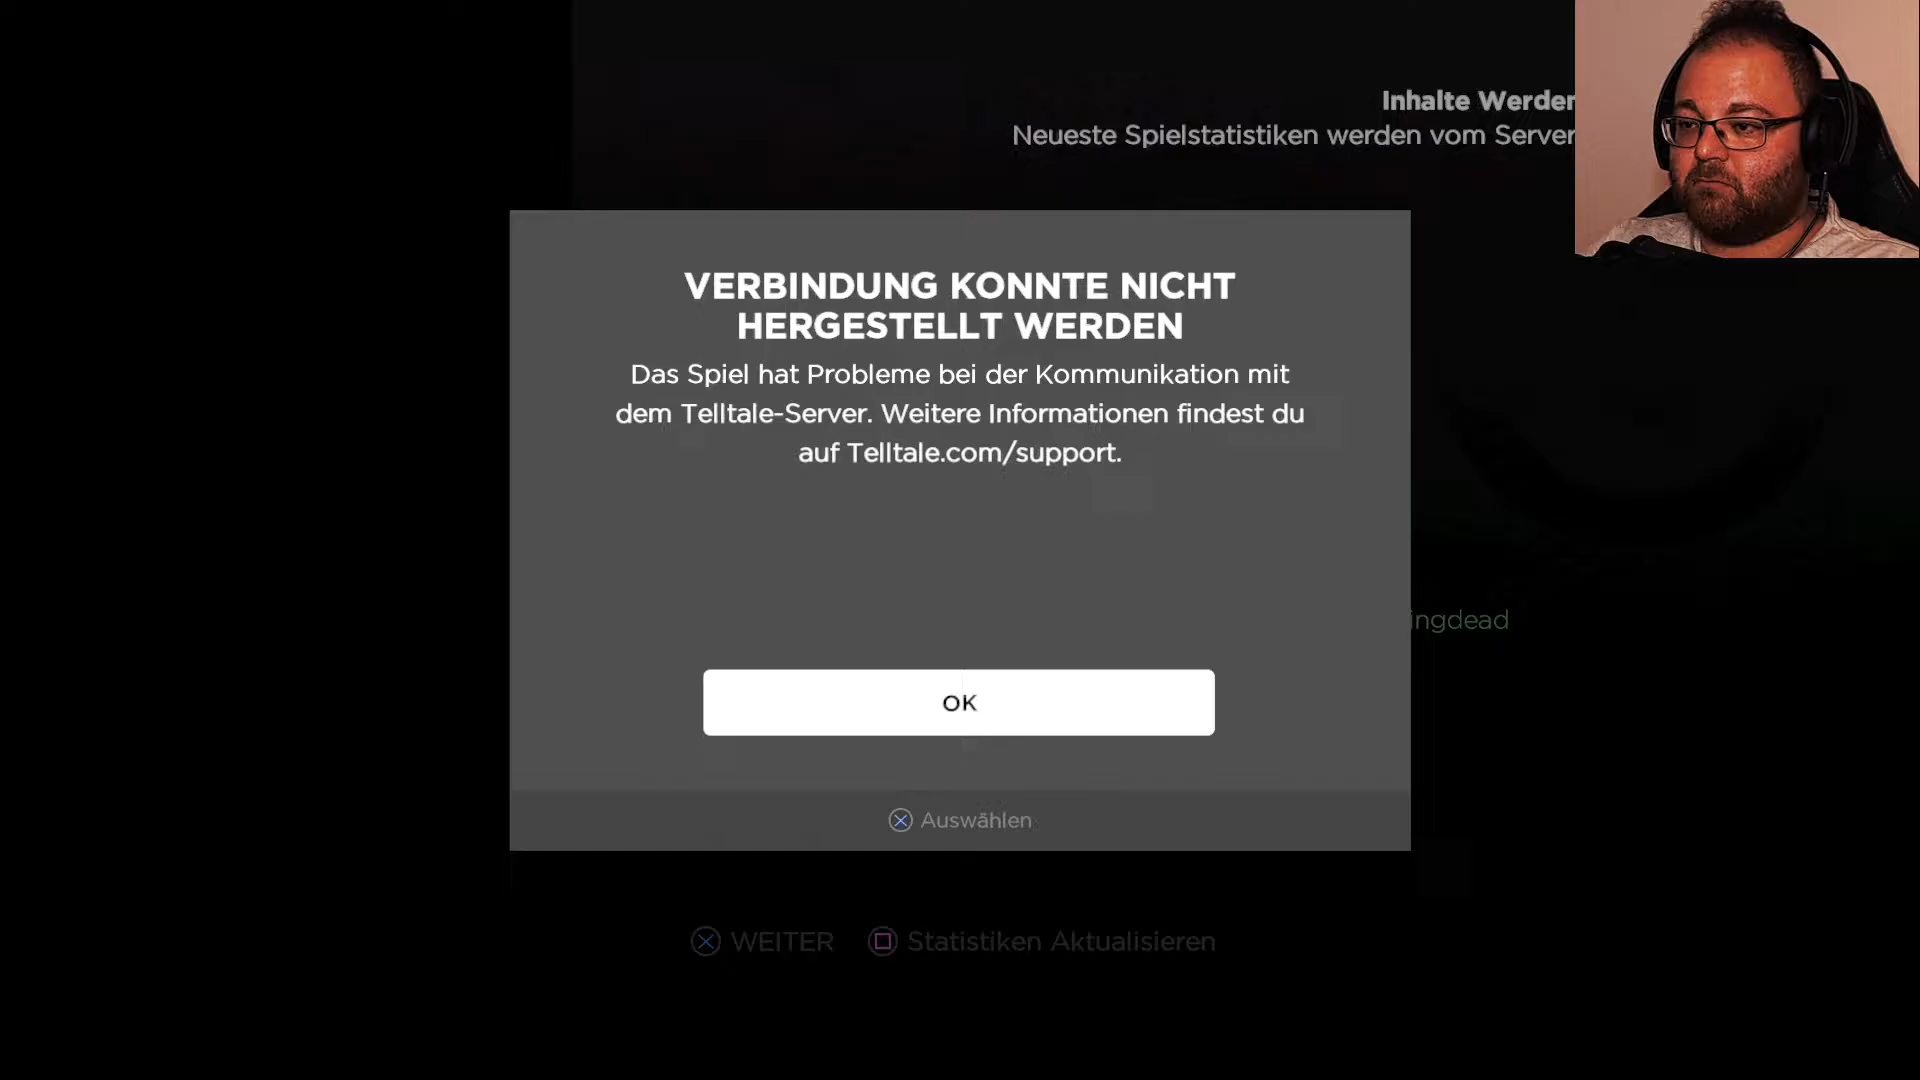 Inhalte Werden
Neueste Spielstatistiken werden vom Server
VERBINDUNG KONNTE NICHT
HERGESTELLT WERDEN
Das Spiel hat Probleme bei der Kommunikation mit
dem Telltale-Server. Weitere Informationen findest du
auf Telltale.com/support.
ingdead
OK
Auswählen
WEITER Statistiken Aktualisieren